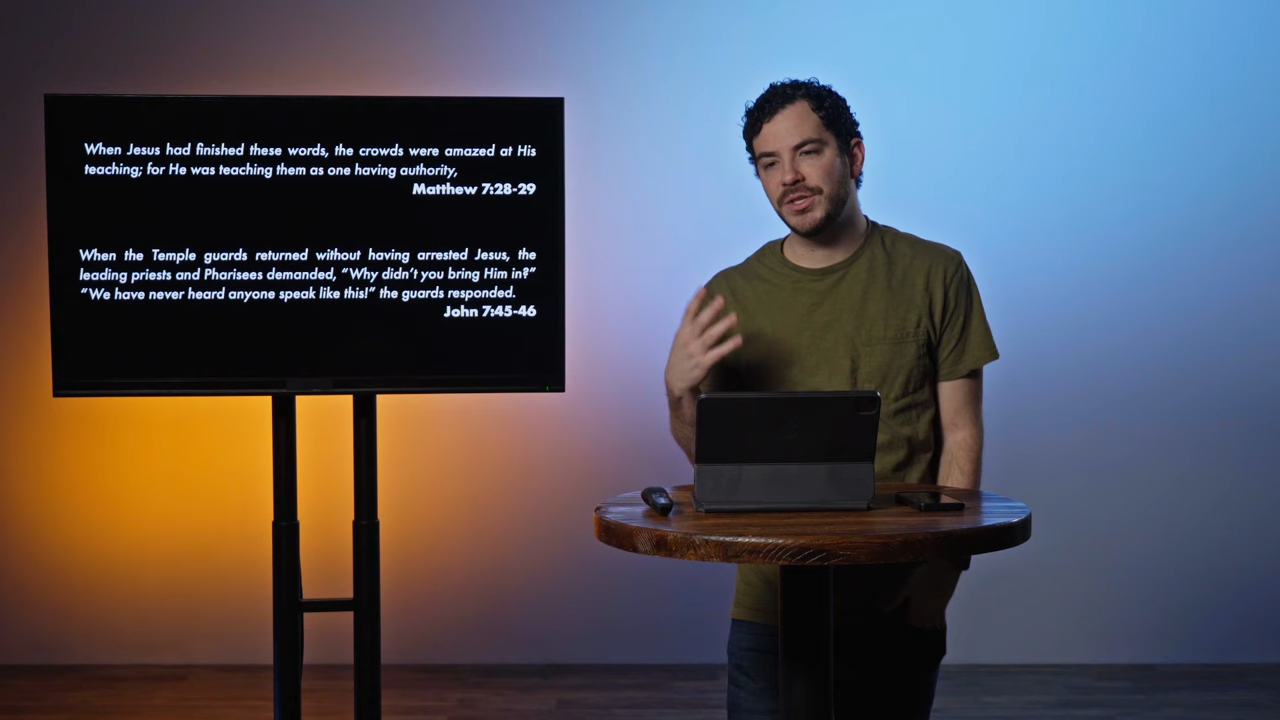 When Jesus had finished these words, the crowds were amazed at His
teaching; for He was teaching them as one having authority,
Matthew 7:28-29
When the Temple guards returned without having arrested Jesus, the
leading priests and Pharisees demanded, “Why didn’t you bring Him in?”
“We have never heard anyone speak like this!” the guards responded.
John 7:45-46